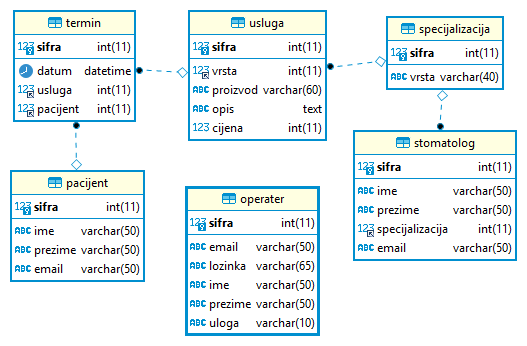 termin
123 sifra int(11)
datum datetime
123 usluga int(11)
123 pacijent int(11)
usluga
123 sifra int(11)
123 vrsta int(11)
ABC proizvod varchar(60)
ABC opis text
123 cijena int(11)
specijalizacija
123 sifra int(11)
ABC vrsta varchar(40)
stomatolog
123 sifra int(11)
ABC ime varchar(50)
ABC prezime varchar(50)
123 specijalizacija int(11)
ABC email varchar(50)
pacijent
123 sifra int(11)
ABC ime varchar(50)
ABC prezime varchar(50)
ABC email varchar(50)
operater
123 sifra int(11)
ABC email varchar(50)
ABC lozinka varchar(65)
ABC ime varchar(50)
ABC prezime varchar(50)
ABC uloga varchar(10)